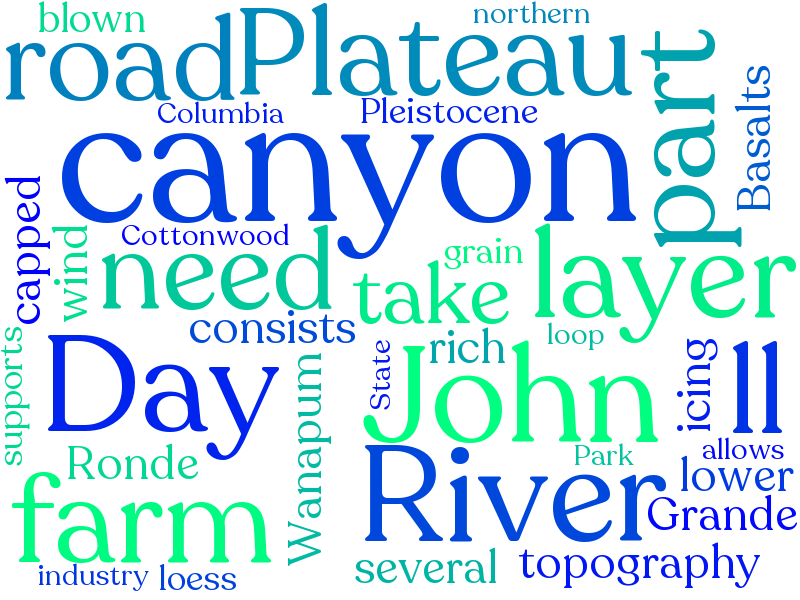 blown
northern
road
Plateau
part
Columbia
Pleistocene
Basalts
canyon
capped
wind
Cottonwood
need
grain
take
layer
consists
supports
Day
Wanapum
State
John
rich
loop
icing
ll
Ronde
River
Park
allows
lower
farm
Grande
several
topography
industry
loess